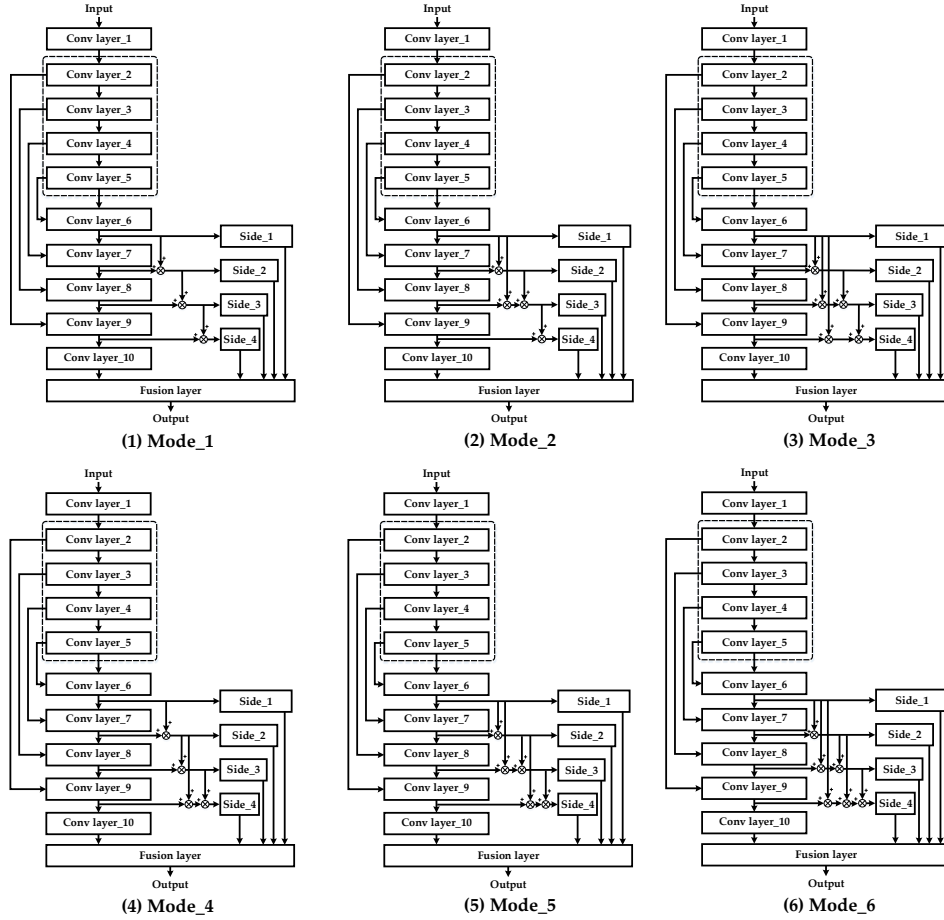 Input
Conv layer_1
Conv layer_2
Conv layer_3
Conv layer_4
Conv layer_5
Conv layer_6
Side_1
Conv layer_7
Side_2
Conv layer_8
Side_3
Conv layer_9
Side_4
Conv layer_10
Fusion layer
Output
(1) Mode_1
Input
Conv layer_1
Conv layer_2
Conv layer_3
Conv layer_4
Conv layer_5
Conv layer_6
Side_1
Conv layer_7
Side_2
Conv layer_8
Side_3
Conv layer_9
Side_4
Conv layer_10
Fusion layer
Output
(2) Mode_2
Input
Conv layer_1
Conv layer_2
Conv layer_3
Conv layer_4
Conv layer_5
Conv layer_6
Side_1
Conv layer_7
Side_2
Conv layer_8
Side_3
Conv layer_9
Side_4
Conv layer_10
Fusion layer
Output
(3) Mode_3
Input
Conv layer_1
Conv layer_2
Conv layer_3
Conv layer_4
Conv layer_5
Conv layer_6
Side_1
Conv layer_7
Side_2
Conv layer_8
Side_3
Conv layer_9
Side_4
Conv layer_10
Fusion layer
Output
(4) Mode_4
Input
Conv layer_1
Conv layer_2
Conv layer_3
Conv layer_4
Conv layer_5
Conv layer_6
Side_1
Conv layer_7
Side_2
Conv layer_8
Side_3
Conv layer_9
Side_4
Conv layer_10
Fusion layer
Output
(5) Mode_5
Input
Conv layer_1
Conv layer_2
Conv layer_3
Conv layer_4
Conv layer_5
Conv layer_6
Side_1
Conv layer_7
Side_2
Conv layer_8
Side_3
Conv layer_9
Side_4
Conv layer_10
Fusion layer
Output
(6) Mode_6